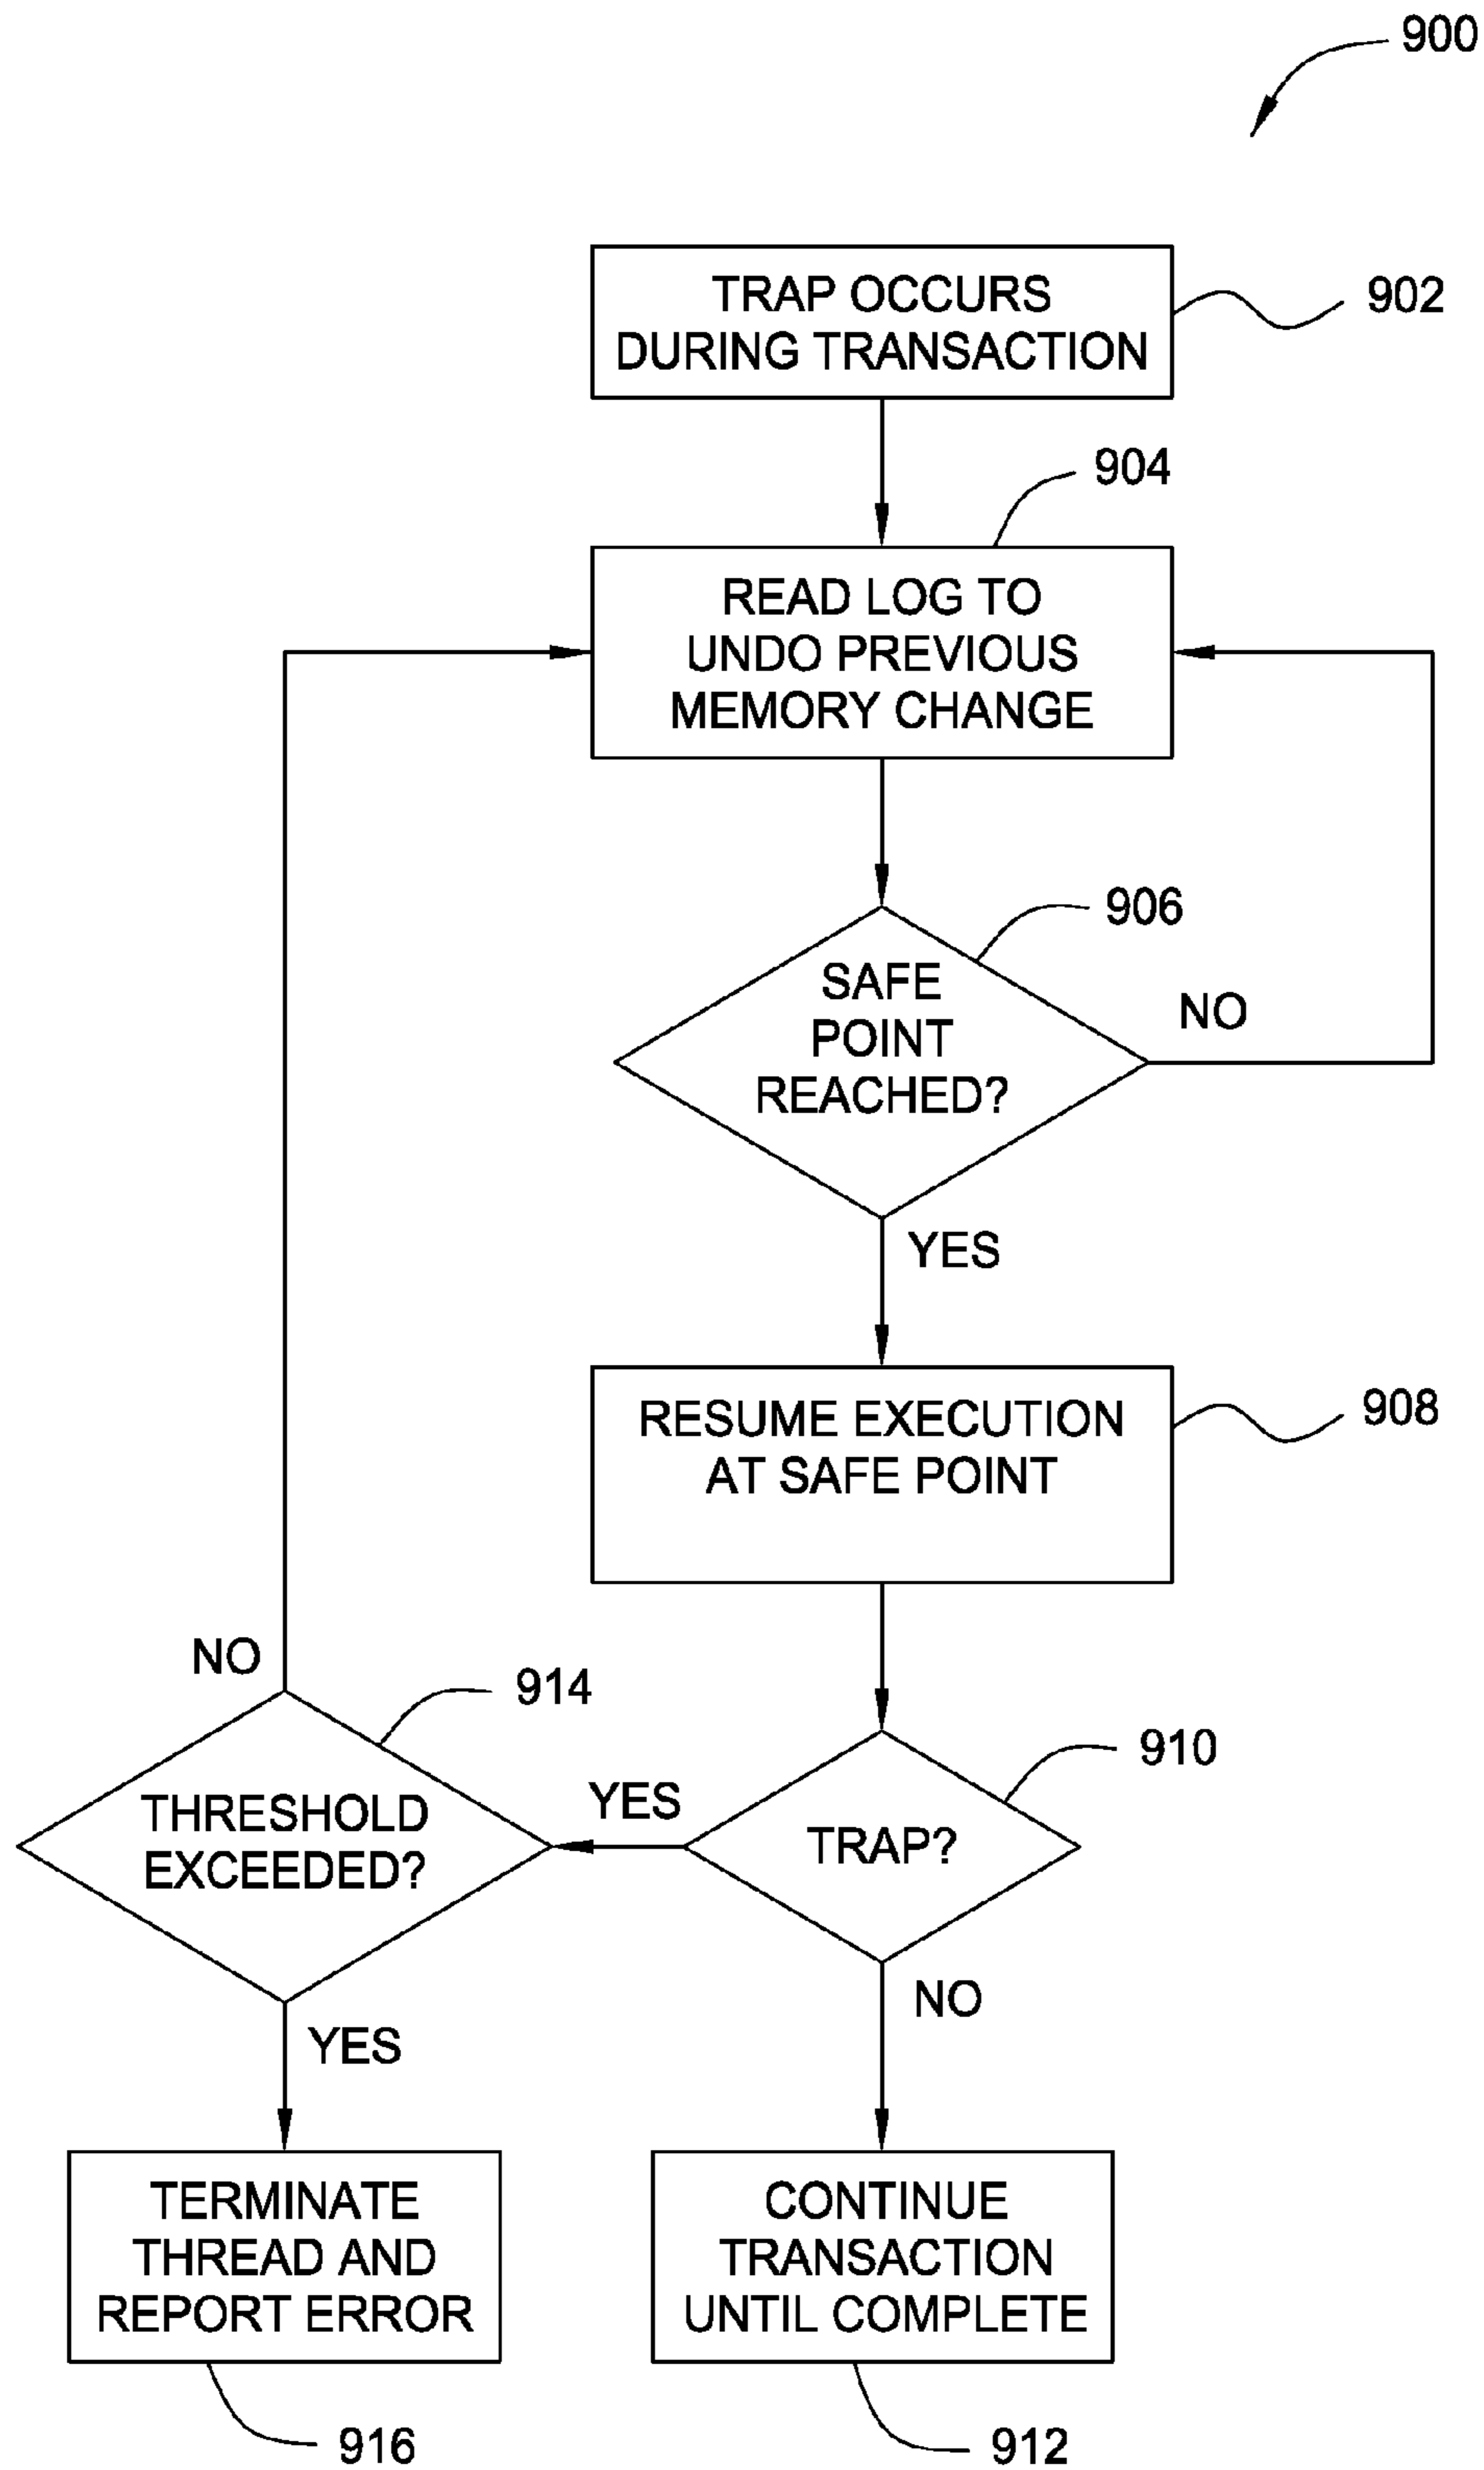 900
TRAP OCCURS
DURING TRANSACTION
902
904
READ LOG TO
UNDO PREVIOUS
MEMORY CHANGE
906
SAFE
POINT
REACHED?
NO
YES
RESUME EXECUTION
AT SAFE POINT
908
NO
914
910
THRESHOLD
EXCEEDED?
YES
TRAP?
NO
YES
TERMINATE
THREAD AND
REPORT ERROR
CONTINUE
TRANSACTION
UNTIL COMPLETE
916
912